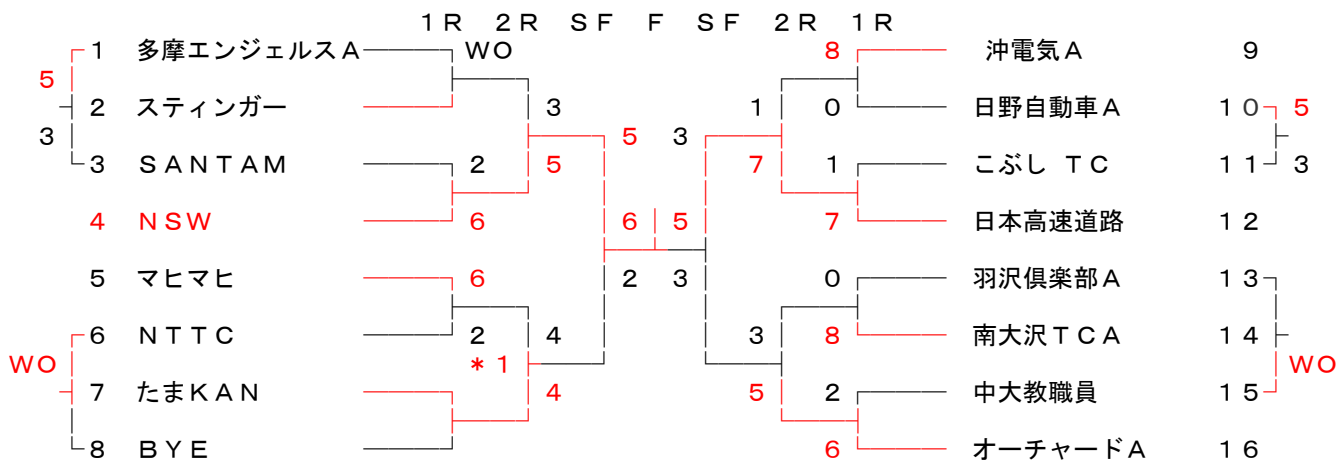 １Ｒ ２Ｒ ＳＦ Ｆ ＳＦ ２Ｒ １Ｒ
1 多摩エンジェルスＡ ＷＯ 8 沖電気Ａ 9
5
2 スティンガー 3 1 0 日野自動車Ａ 10 5
3 5 3
3 ＳＡＮＴＡＭ 2 5 7 1 こぶし ＴＣ 11 3
4 ＮＳＷ 6 6 5 7 日本高速道路 12
5 マヒマヒ 6 2 3 0 羽沢倶楽部Ａ 13
6 ＮＴＴＣ 2 4 3 8 南大沢ＴＣＡ 14
ＷＯ ＊1 ＷＯ
7 たまＫＡＮ 4 5 2 中大教職員 15
8 ＢＹＥ 6 オーチャードＡ 16